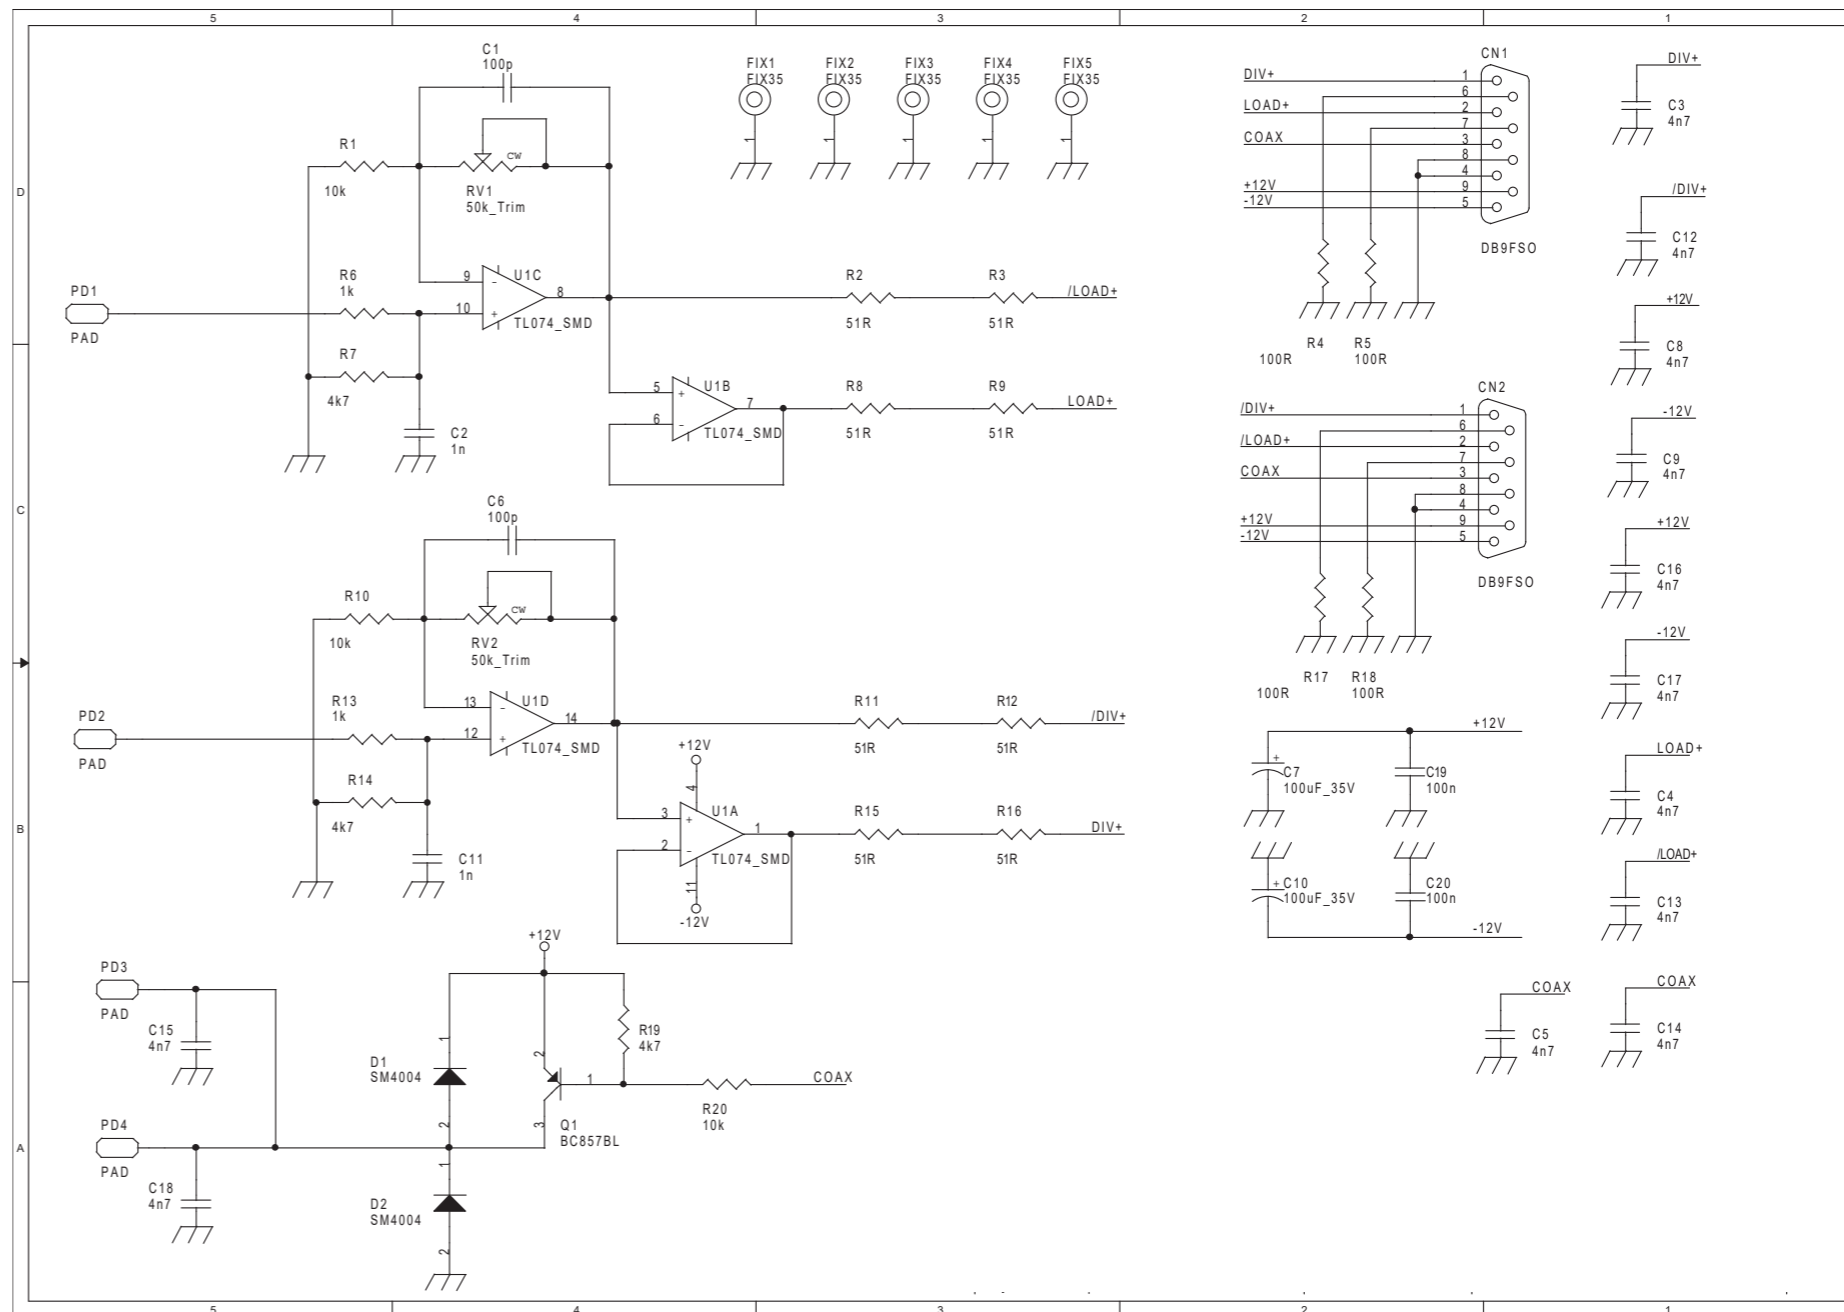 5 4 3 2 1
D
C
B
A
C1
100p
R1
10k
CW
RV1
50k_Trim
R6
1k
PD1
PAD
R7
4k7
C2
1n
9
10
8
-
+
U1C
TL074_SMD
R2
51R
R3
51R
/LOAD+
5
6
7
+
-
U1B
TL074_SMD
R8
51R
R9
51R
LOAD+
FIX1
FIX35
1
FIX2
FIX35
1
FIX3
FIX35
1
FIX4
FIX35
1
FIX5
FIX35
1
CN1
DIV+
LOAD+
COAX
+12V
-12V
1
6
2
7
3
8
4
9
5
DB9FSO
R4
100R
R5
100R
CN2
/DIV+
/LOAD+
COAX
+12V
-12V
1
6
2
7
3
8
4
9
5
DB9FSO
R17
100R
R18
100R
DIV+
C3
4n7
/DIV+
C12
4n7
+12V
C8
4n7
-12V
C9
4n7
+12V
C16
4n7
-12V
C17
4n7
LOAD+
C4
4n7
/LOAD+
C13
4n7
COAX
C14
4n7
COAX
C5
4n7
C6
100p
R10
10k
CW
RV2
50k_Trim
R13
1k
PD2
PAD
R14
4k7
C11
1n
13
12
14
-
+
U1D
TL074_SMD
R11
51R
R12
51R
/DIV+
+12V
4
3
2
1
+
-
11
-12V
U1A
TL074_SMD
R15
51R
R16
51R
DIV+
+12V
+
C7
100uF_35V
C19
100n
+
C10
100uF_35V
C20
100n
-12V
PD3
PAD
C15
4n7
PD4
PAD
C18
4n7
+12V
1
D1
SM4004
2
1
D2
SM4004
2
2
1
3
Q1
BC857BL
R19
4k7
R20
10k
COAX
5 4 3 2 1